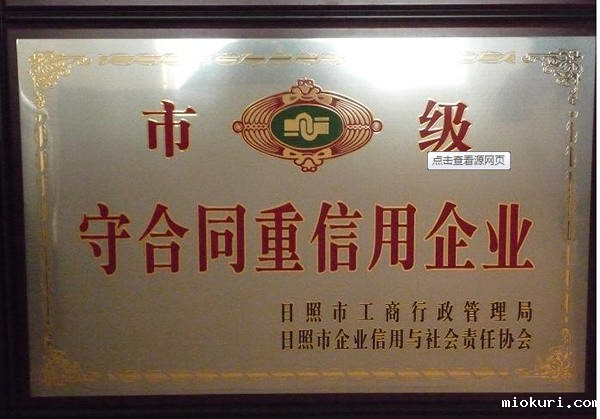 市 级
点击查看源网页
守合同重信用企业
日照市工商行政管理局
日照市企业信用与社会责任协会
miokuri.com